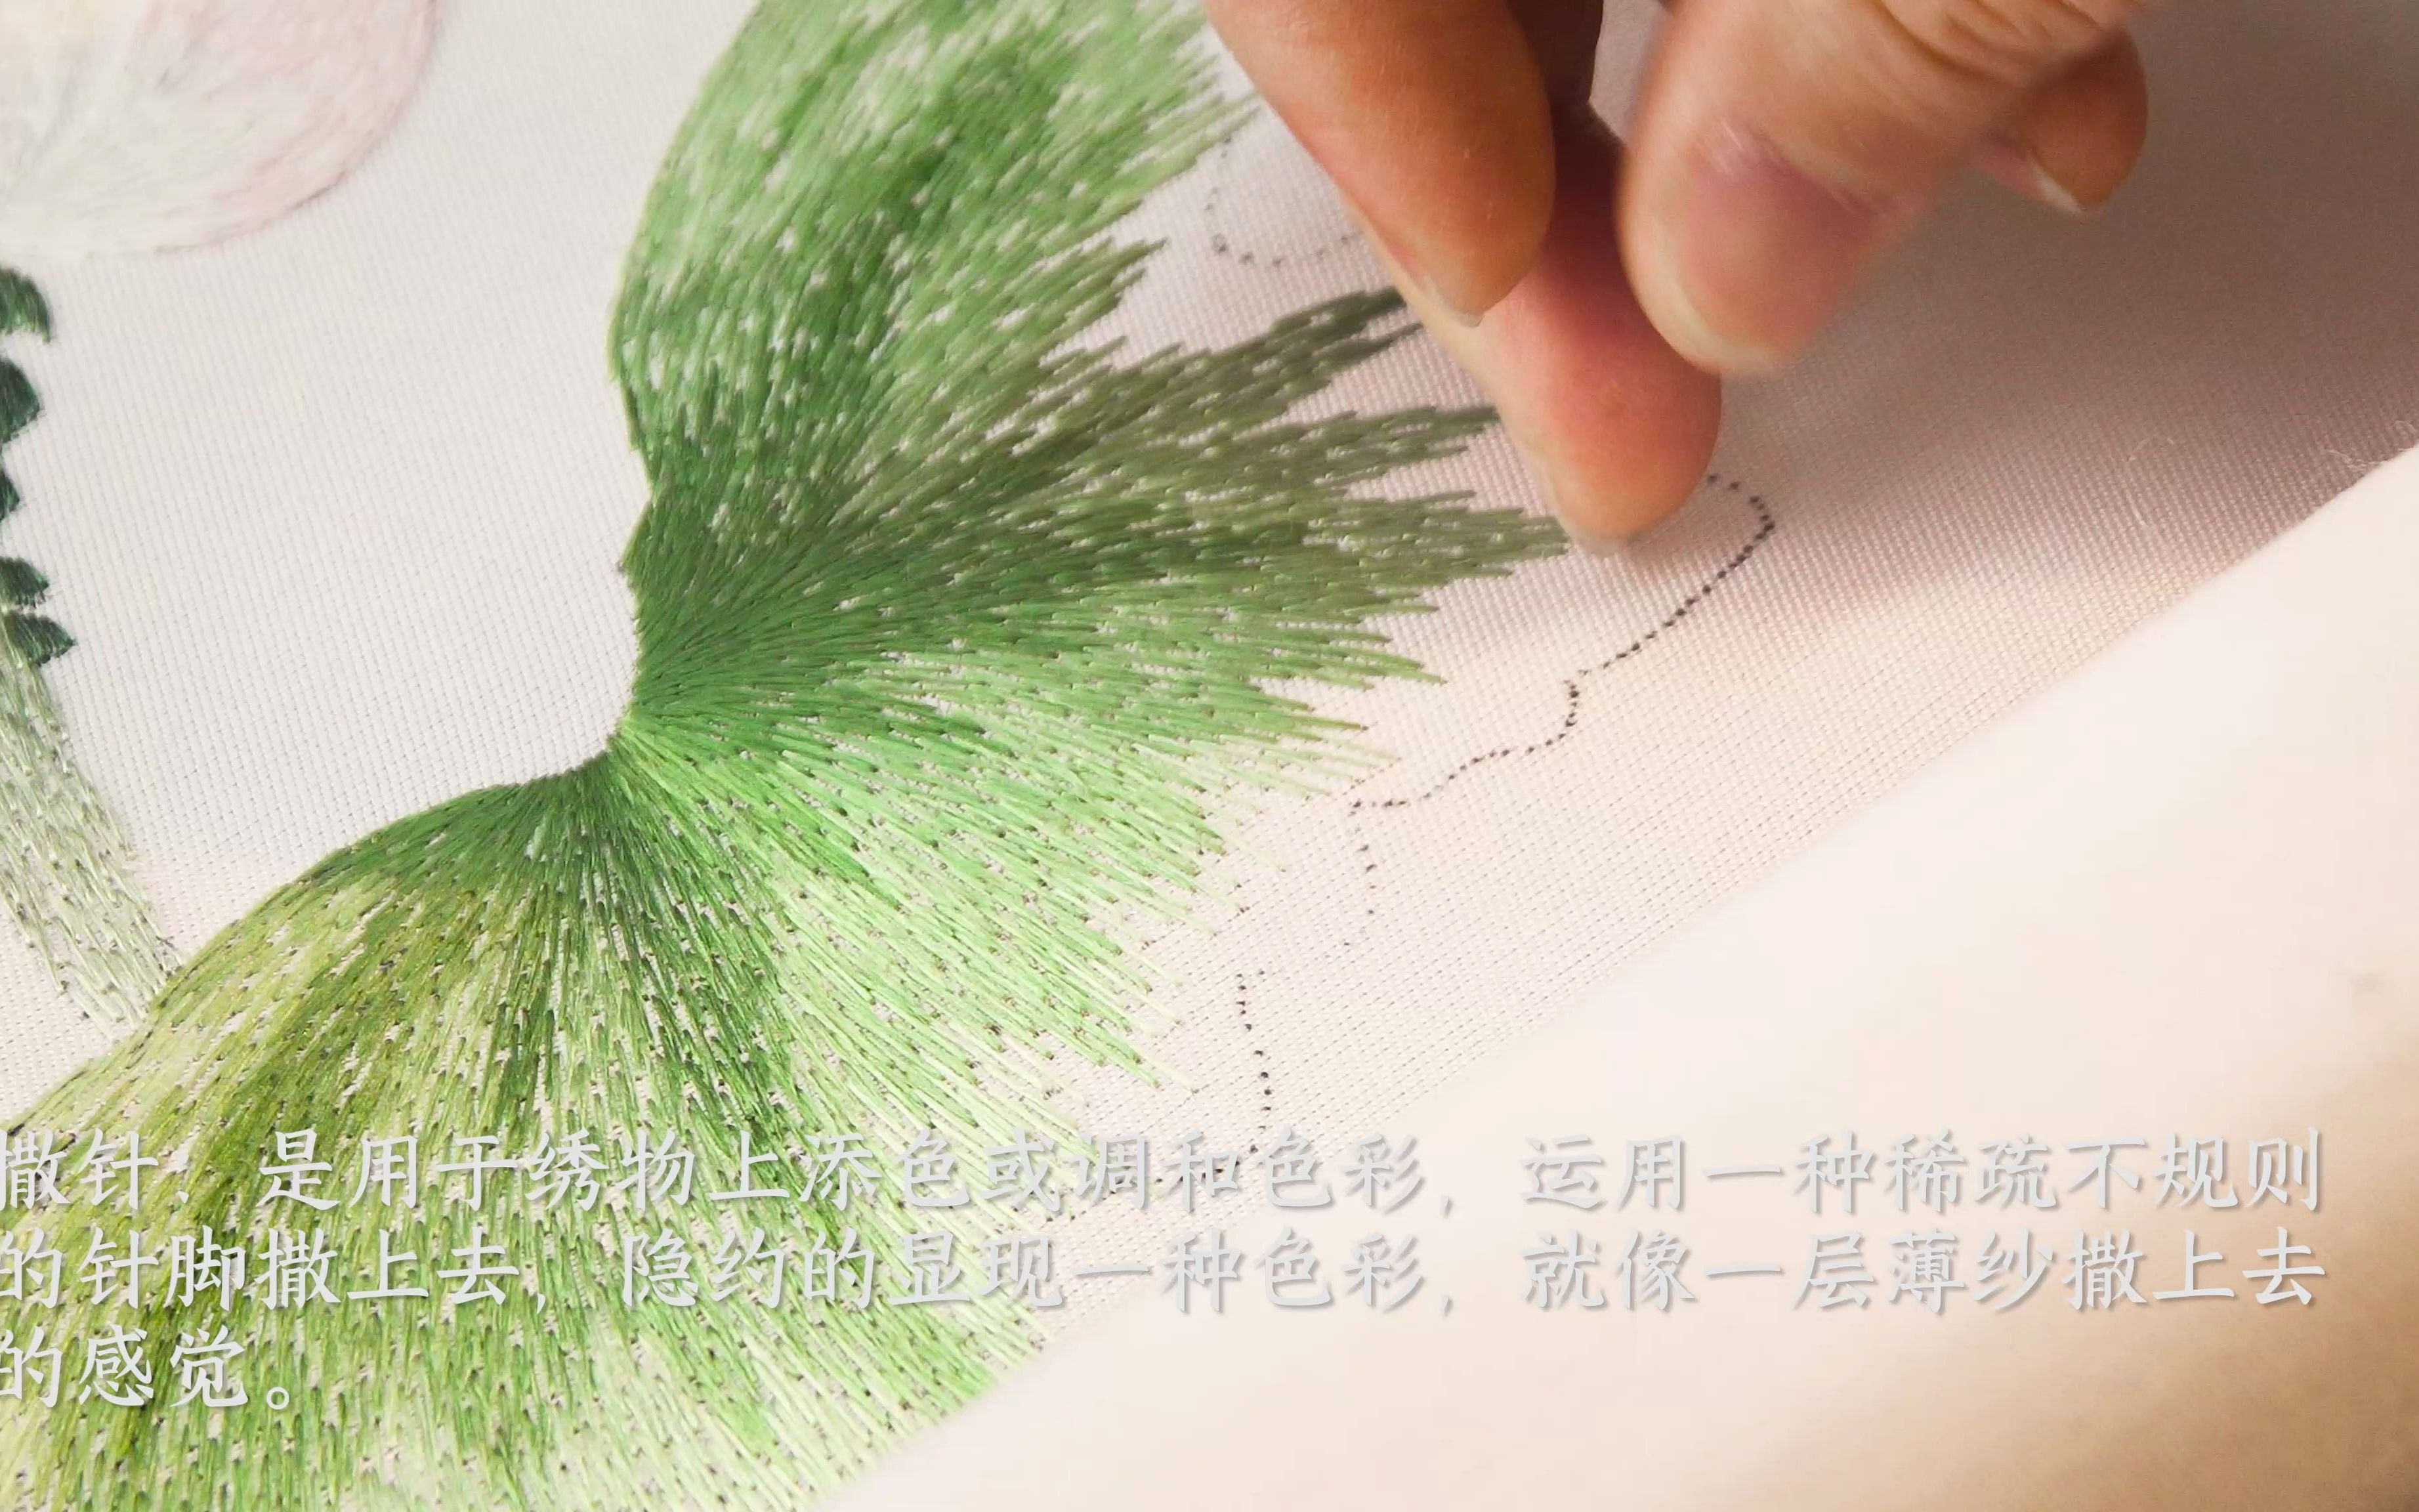 撒针，是用于绣物上添色或调和色彩，运用一种稀疏不规则
的针脚撒上去，隐约的显现一种色彩，就像一层薄纱撒上去
的感觉。